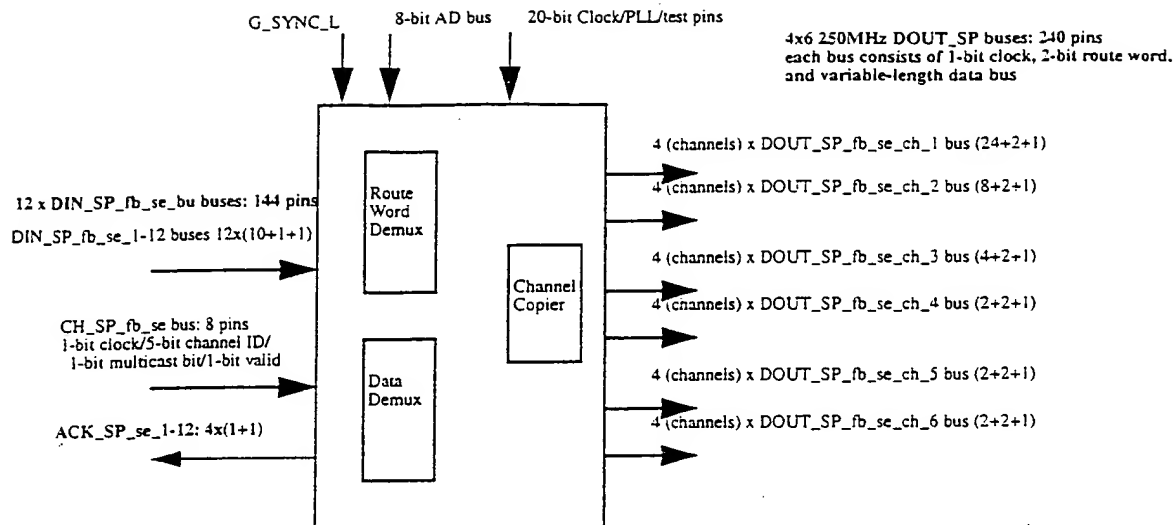 G_SYNC_L
8-bit AD bus
20-bit Clock/PLL/test pins
4x6 250MHz DOUT_SP buses: 240 pins
each bus consists of 1-bit clock, 2-bit route word,
and variable-length data bus
12 x DIN_SP_fb_se_bu buses: 144 pins
DIN_SP_fb_se_1-12 buses 12x(10+1+1)
CH_SP_fb_se bus: 8 pins
1-bit clock/5-bit channel ID/
1-bit multicast bit/1-bit valid
ACK_SP_se_1-12: 4x(1+1)
Route
Word
Demux
Data
Demux
Channel
Copier
4 (channels) x DOUT_SP_fb_se_ch_1 bus (24+2+1)
4 (channels) x DOUT_SP_fb_se_ch_2 bus (8+2+1)
4 (channels) x DOUT_SP_fb_se_ch_3 bus (4+2+1)
4 (channels) x DOUT_SP_fb_se_ch_4 bus (2+2+1)
4 (channels) x DOUT_SP_fb_se_ch_5 bus (2+2+1)
4 (channels) x DOUT_SP_fb_se_ch_6 bus (2+2+1)